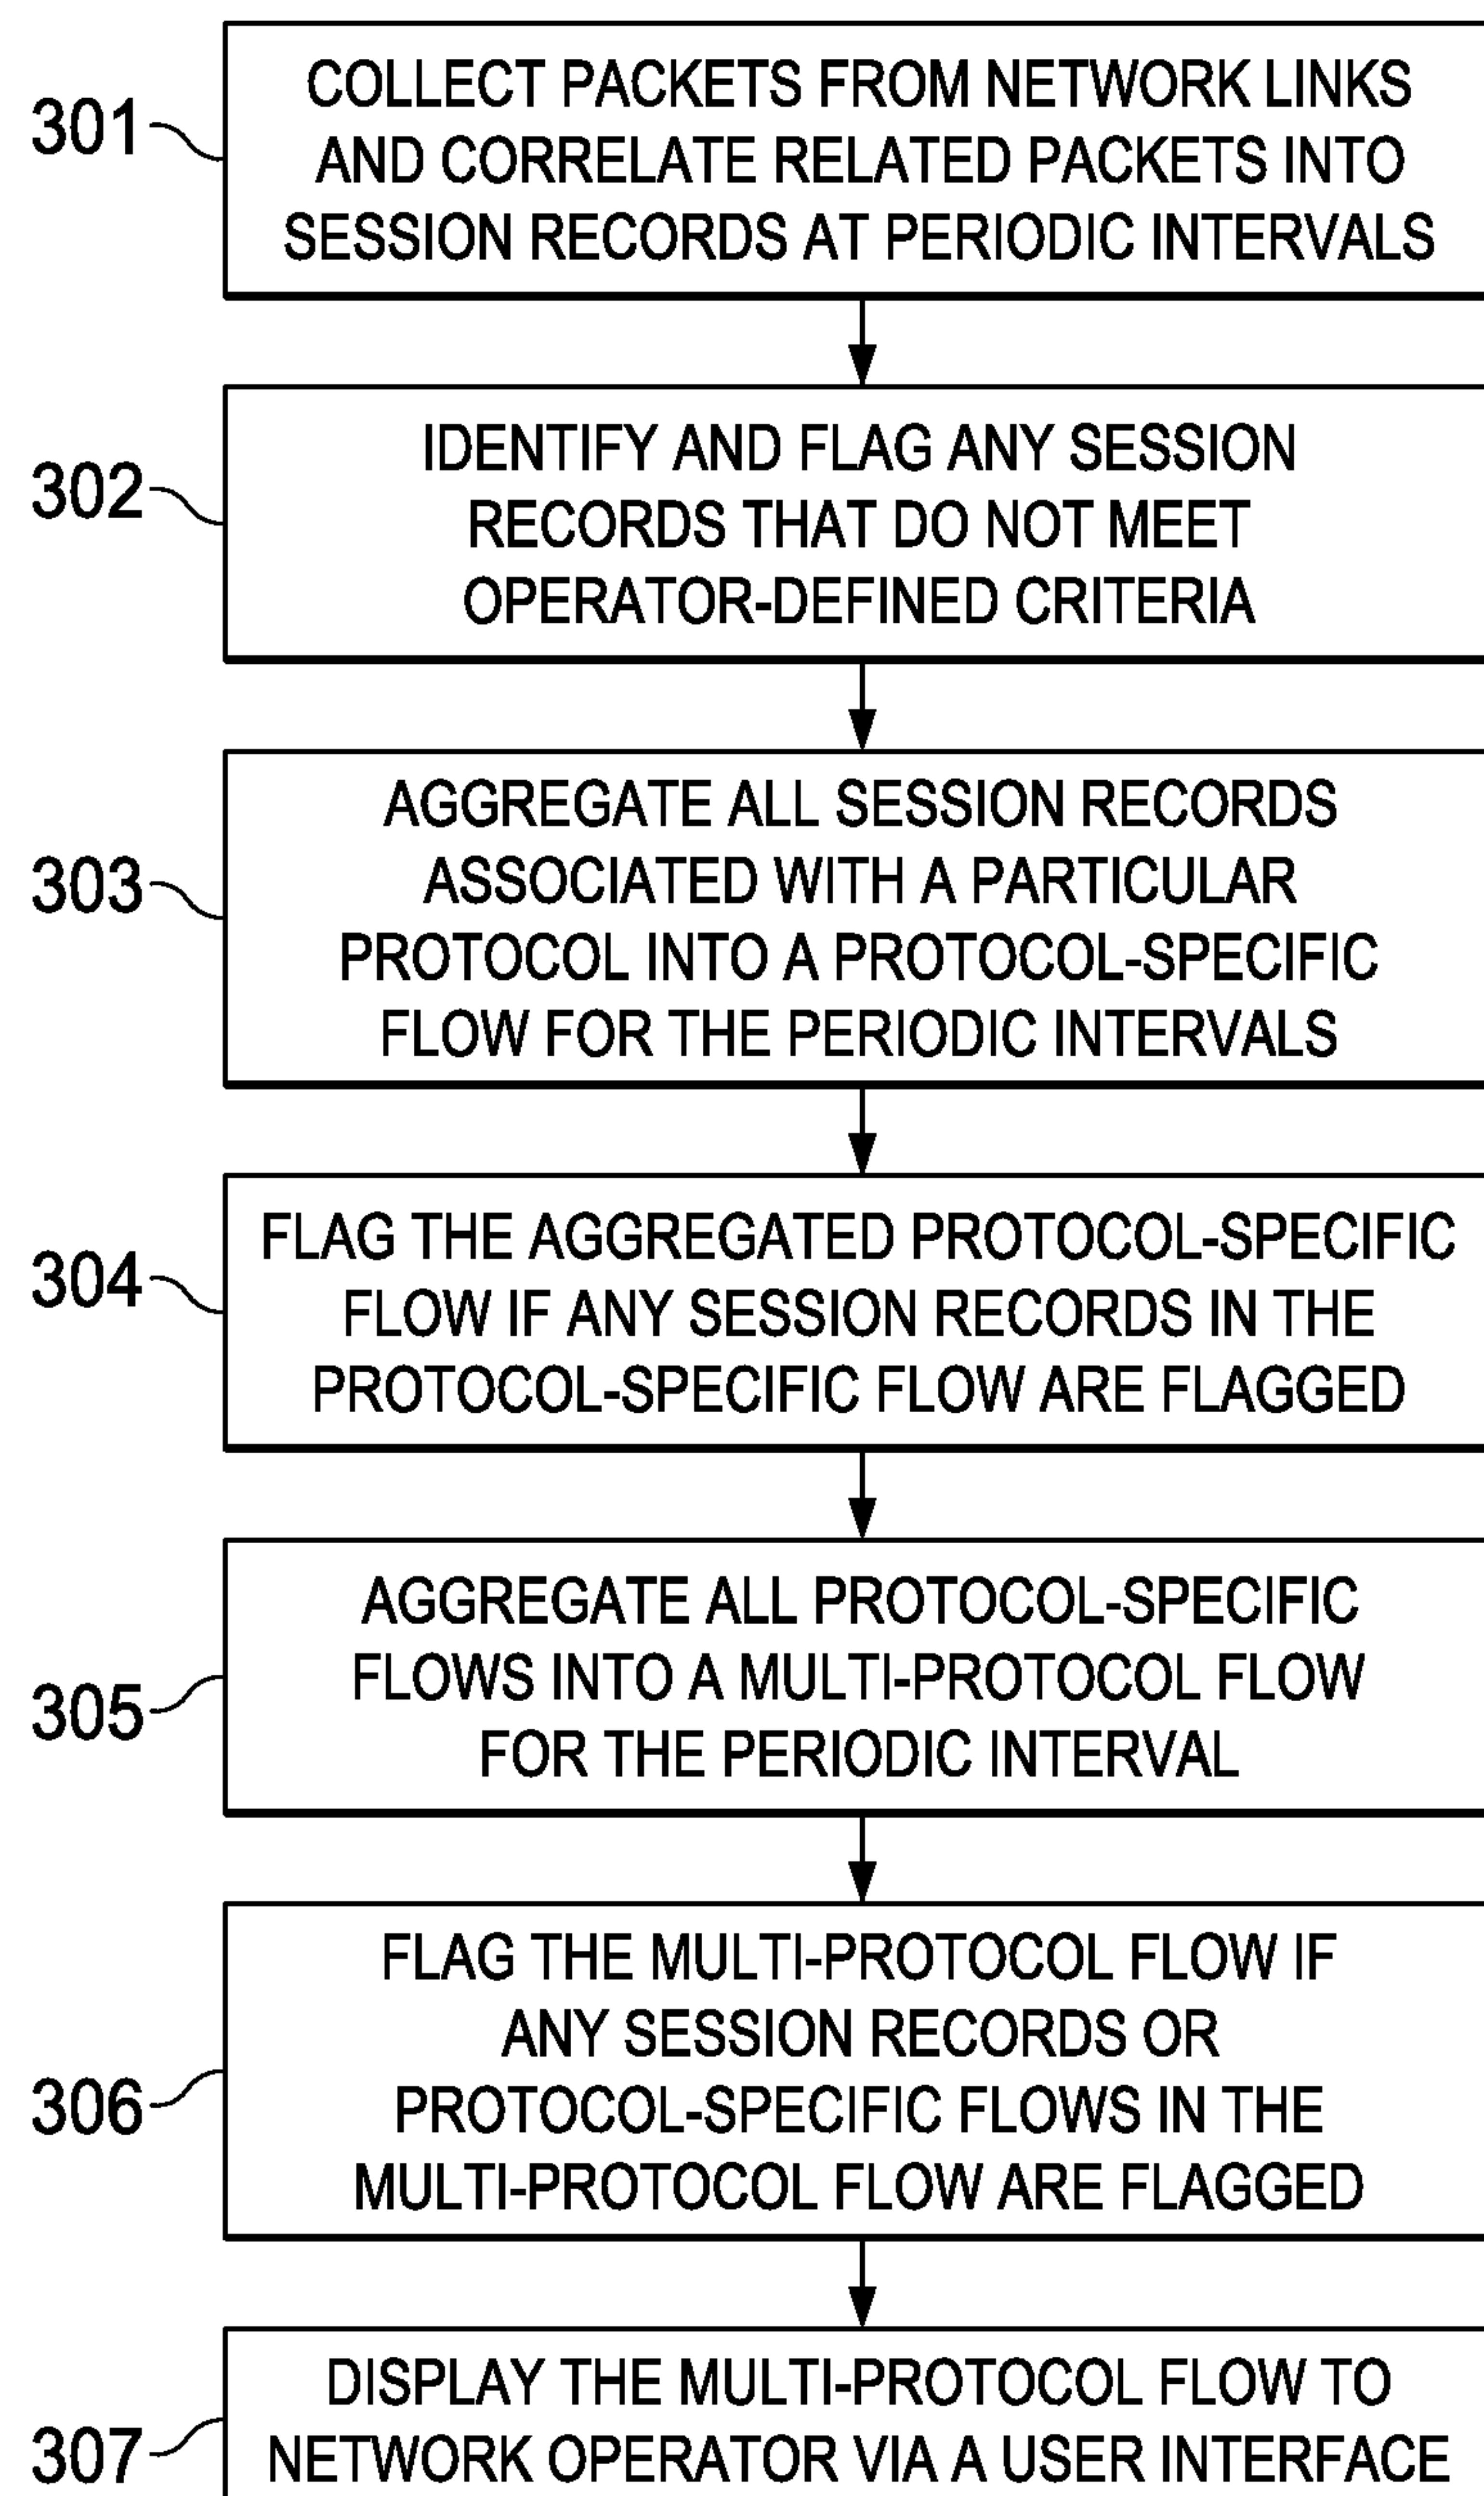 COLLECT PACKETS FROM NETWORK LINKS
301
AND CORRELATE RELATED PACKETS INTO
SESSION RECORDS AT PERIODIC INTERVALS
IDENTIFY AND FLAG ANY SESSION
302
RECORDS THAT DO NOT MEET
OPERATOR-DEFINED CRITERIA
AGGREGATE ALL SESSION RECORDS
303
ASSOCIATED WITH A PARTICULAR
PROTOCOL INTO A PROTOCOL-SPECIFIC
FLOW FOR THE PERIODIC INTERVALS
FLAG THE AGGREGATED PROTOCOL-SPECIFIC
304
FLOW IF ANY SESSION RECORDS IN THE
PROTOCOL-SPECIFIC FLOW ARE FLAGGED
AGGREGATE ALL PROTOCOL-SPECIFIC
305
FLOWS INTO A MULTI-PROTOCOL FLOW
FOR THE PERIODIC INTERVAL
FLAG THE MULTI-PROTOCOL FLOW IF
ANY SESSION RECORDS OR
306
PROTOCOL-SPECIFIC FLOWS IN THE
MULTI-PROTOCOL FLOW ARE FLAGGED
DISPLAY THE MULTI-PROTOCOL FLOW TO
307
NETWORK OPERATOR VIA A USER INTERFACE